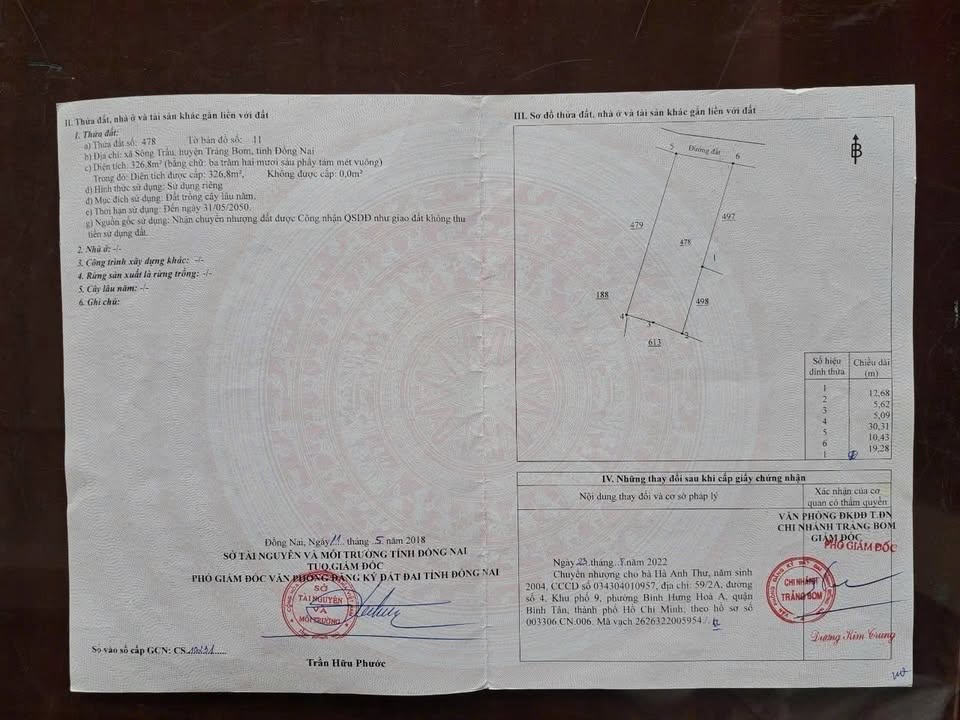 II. Thửa đất, nhà ở và tài sản khác gắn liền với đất
1. Thửa đất:
a) Thửa đất số: 478 Tờ bản đồ số: 11
b) Địa chỉ: xã Sông Trầu, huyện Trảng Bom, tỉnh Đồng Nai
c) Diện tích: 326,8m² (bằng chữ: ba trăm hai mươi sáu phẩy tám mét vuông)
Trong đó: Diện tích được cấp: 326,8m², Không được cấp: 0,0m²
d) Hình thức sử dụng: Sử dụng riêng
đ) Mục đích sử dụng: Đất trồng cây lâu năm.
e) Thời hạn sử dụng: Đến ngày 31/05/2050.
g) Nguồn gốc sử dụng: Nhận chuyển nhượng đất được Công nhận QSDĐ như giao đất không thu
tiền sử dụng đất.
2. Nhà ở: -/-
3. Công trình xây dựng khác: -/-
4. Rừng sản xuất là rừng trồng: -/-
5. Cây lâu năm: -/-
6. Ghi chú:
Đồng Nai, Ngày 11 tháng 5 năm 2018
SỞ TÀI NGUYÊN VÀ MÔI TRƯỜNG TỈNH ĐỒNG NAI
TUQ.GIÁM ĐỐC
PHÓ GIÁM ĐỐC VĂN PHÒNG ĐĂNG KÝ ĐẤT ĐAI TỈNH ĐỒNG NAI
SỞ
TÀI NGUYÊN
VÀ
MÔI TRƯỜNG
Số vào sổ cấp GCN: CS
Trần Hữu Phước
III. Sơ đồ thửa đất, nhà ở và tài sản khác gắn liền với đất
B
5 Đường đất 6
497
479
478
1
188
498
4
3
2
613
Số hiệu đỉnh thửa Chiều dài (m)
1
12,68
2
5,62
3
5,09
4
30,31
5
10,43
6
19,28
1
IV. Những thay đổi sau khi cấp giấy chứng nhận
Nội dung thay đổi và cơ sở pháp lý
Xác nhận của cơ
quan có thẩm quyền
VĂN PHÒNG ĐKĐĐ T.ĐN
CHI NHÁNH TRẢNG BOM
GIÁM ĐỐC
PHÓ GIÁM ĐỐC
Ngày 23 tháng năm 2022
Chuyển nhượng cho bà Hà Anh Thư, năm sinh
2004, CCCD số 034304010957, địa chỉ: 59/2A, đường
số 4, Khu phố 9, phường Bình Hưng Hoà A, quận
Bình Tân, thành phố Hồ Chí Minh; theo hồ sơ số
003306.CN.006. Mã vạch 2626322005954./.
CHI NHÁNH
TRẢNG BOM
Dương Kim Trung